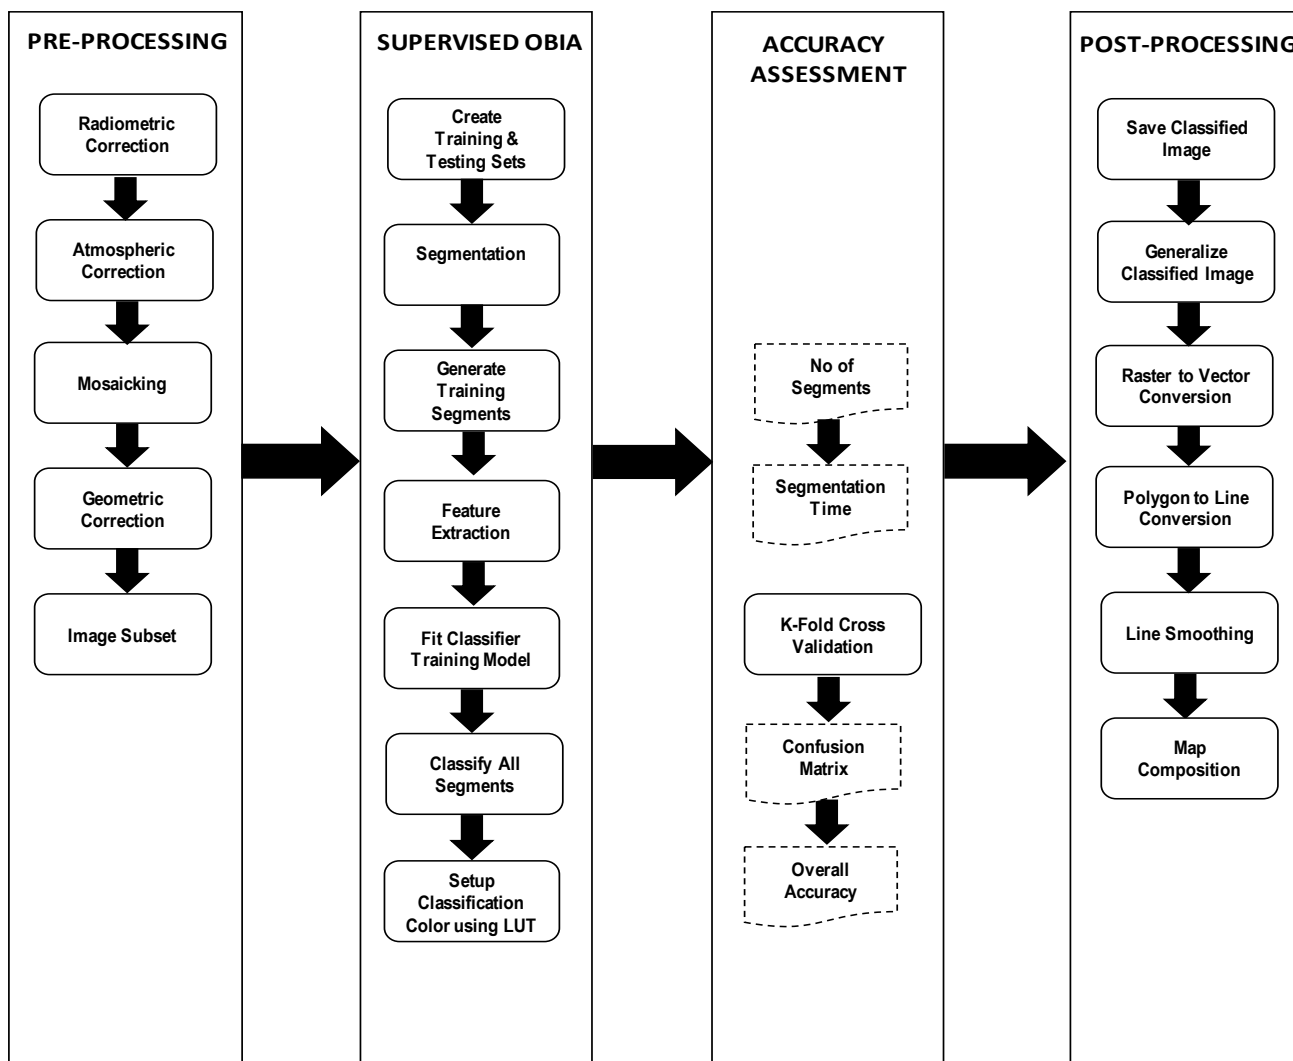 PRE-PROCESSING
Radiometric
Correction
Atmospheric
Correction
Mosaicking
Geometric
Correction
Image Subset
SUPERVISED OBIA
Create
Training &
Testing Sets
Segmentation
Generate
Training
Segments
Feature
Extraction
Fit Classifier
Training Model
Classify All
Segments
Setup
Classification
Color using LUT
ACCURACY
ASSESSMENT
No of
Segments
Segmentation
Time
K-Fold Cross
Validation
Confusion
Matrix
Overall
Accuracy
POST-PROCESSING
Save Classified
Image
Generalize
Classified Image
Raster to Vector
Conversion
Polygon to Line
Conversion
Line Smoothing
Map
Composition